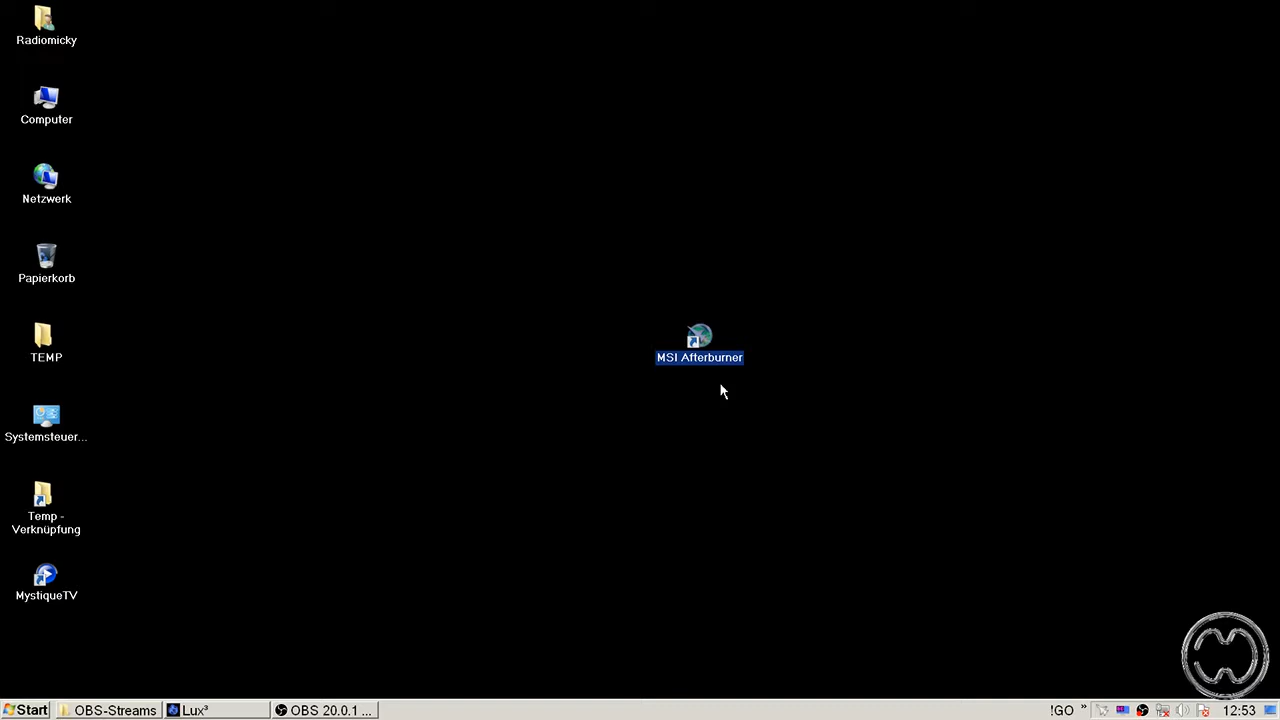 Radiomicky
Computer
Netzwerk
Papierkorb
TEMP
Systemsteuer...
Temp -
Verknüpfung
MystiqueTV
MSI Afterburner
Start
OBS-Streams
Lux³
OBS 20.0.1 ...
!GO
»
12:53